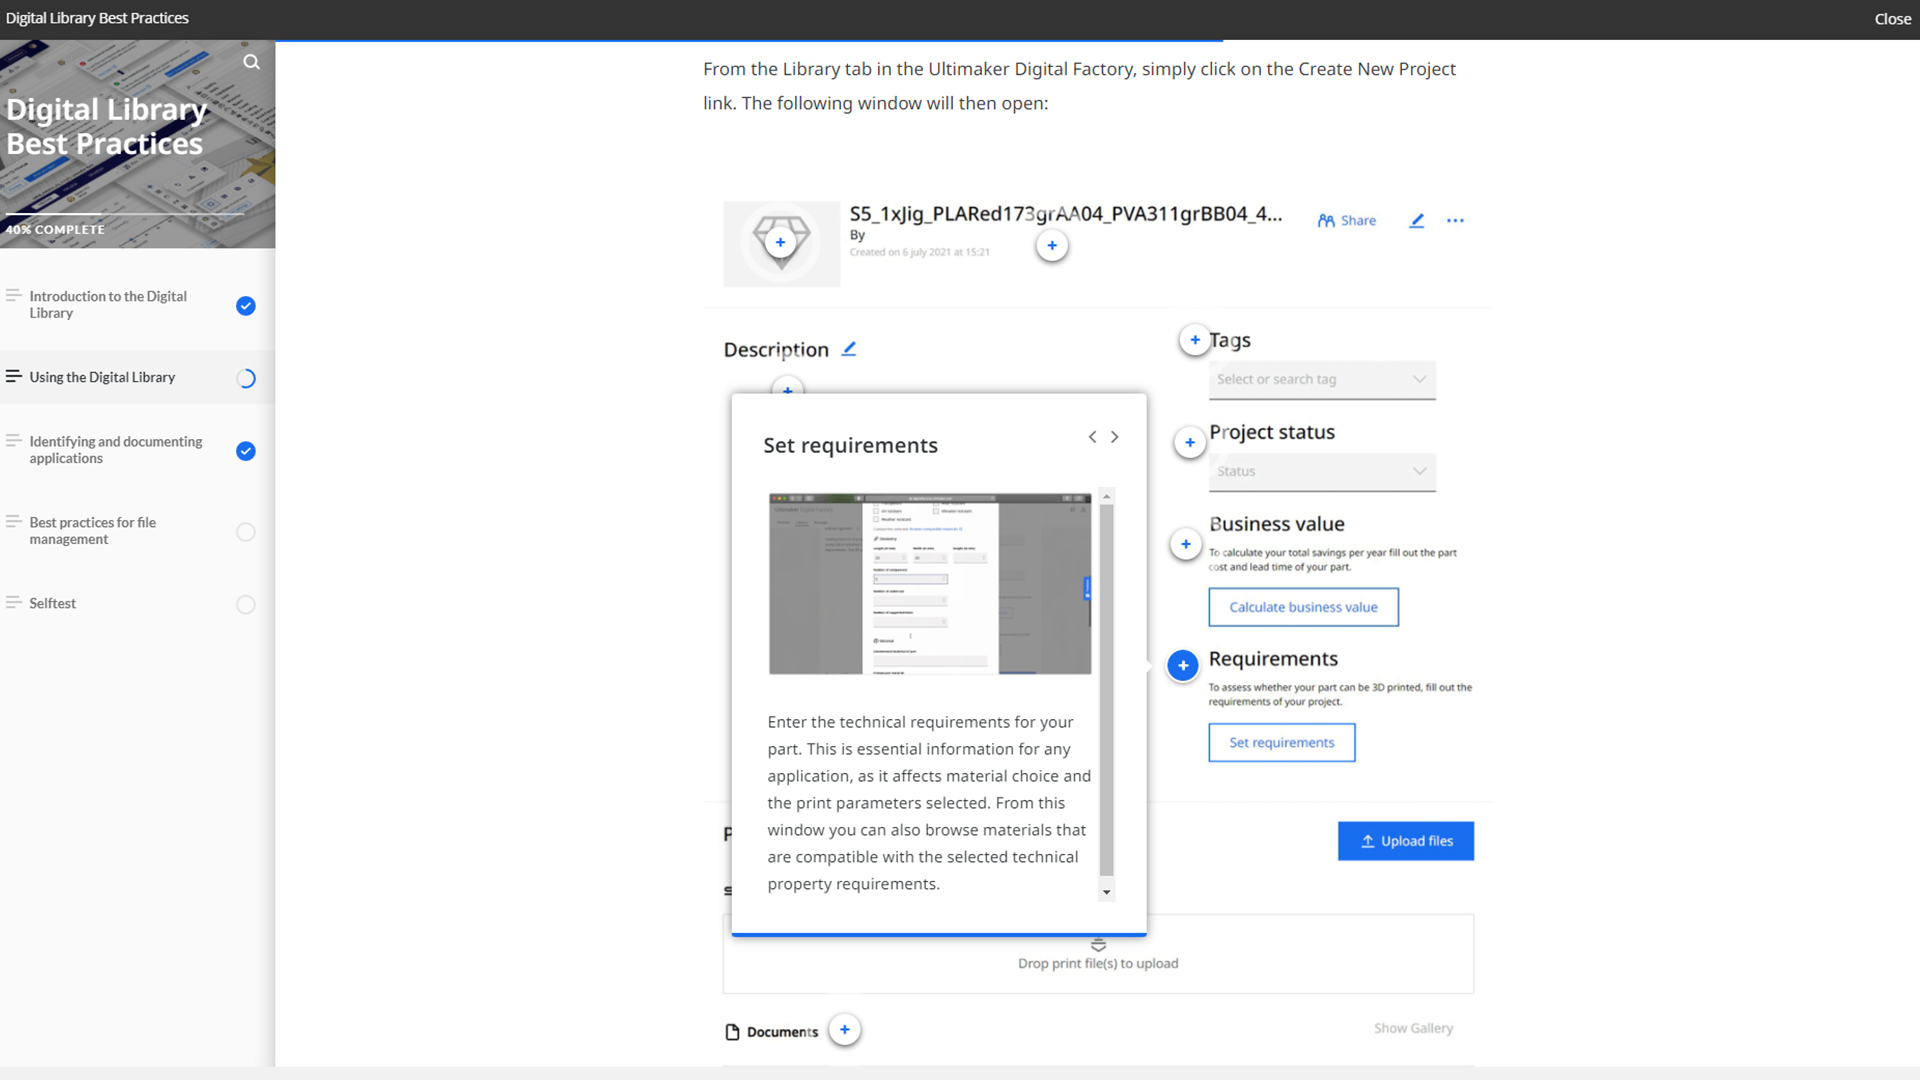 Digital Library Best Practices
Close
Digital Library
Best Practices
40% COMPLETE
Introduction to the Digital
Library
Using the Digital Library
Identifying and documenting
applications
Best practices for file
management
Selftest
From the Library tab in the Ultimaker Digital Factory, simply click on the Create New Project
link. The following window will then open:
S5_1xJig_PLARed173grAA04_PVA311grBB04_4...
By
Created on 6 july 2021 at 15:21
Share
Description
Tags
Select or search tag
Project status
Status
Business value
To calculate your total savings per year fill out the part
cost and lead time of your part.
Calculate business value
Requirements
To assess whether your part can be 3D printed, fill out the
requirements of your project.
Set requirements
Set requirements
Enter the technical requirements for your
part. This is essential information for any
application, as it affects material choice and
the print parameters selected. From this
window you can also browse materials that
are compatible with the selected technical
property requirements.
Upload files
Drop print file(s) to upload
Documents
Show Gallery